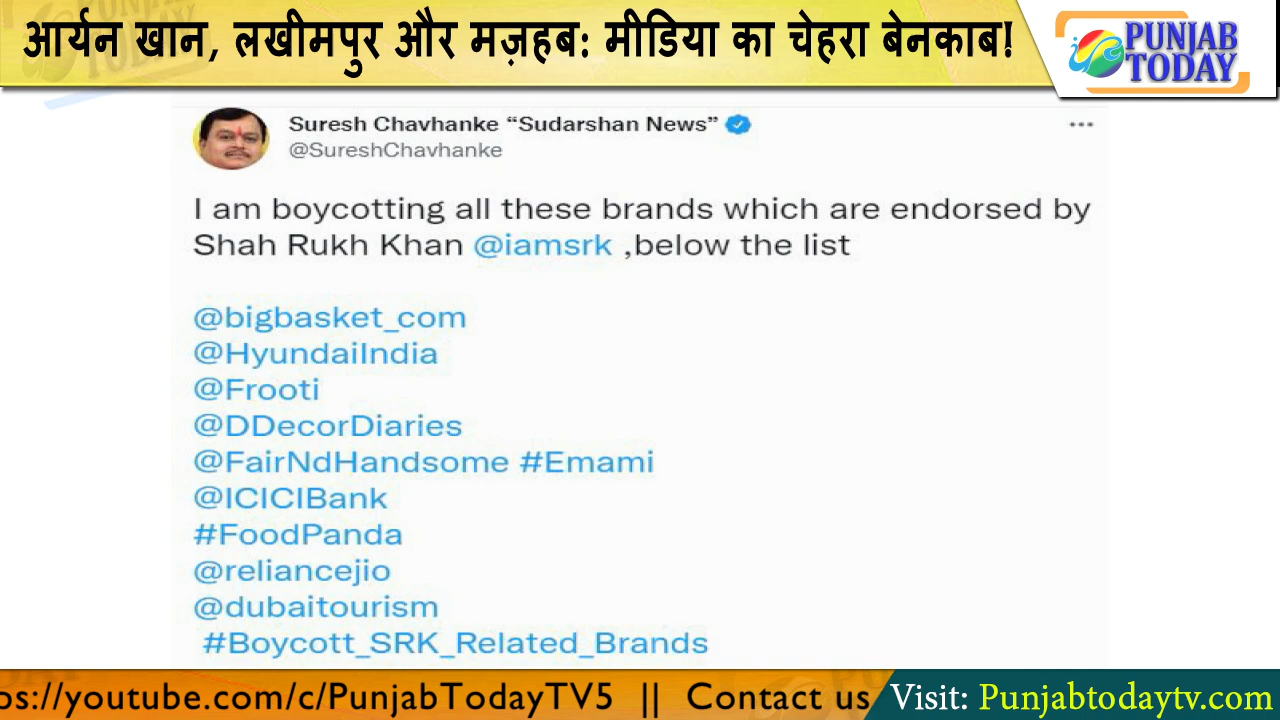 आर्यन खान, लखीमपुर और मज़हब: मीडिया का चेहरा बेनकाब!
PUNJAB
TODAY
Suresh Chavhanke “Sudarshan News”
@SureshChavhanke
I am boycotting all these brands which are endorsed by
Shah Rukh Khan @iamsrk ,below the list
@bigbasket_com
@HyundaiIndia
@Frooti
@DDecorDiaries
@FairNdHandsome #Emami
@ICICIBank
#FoodPanda
@reliancejio
@dubaitourism
#Boycott_SRK_Related_Brands
os://youtube.com/c/PunjabTodayTV5 || Contact us
Visit: Punjabtodaytv.com